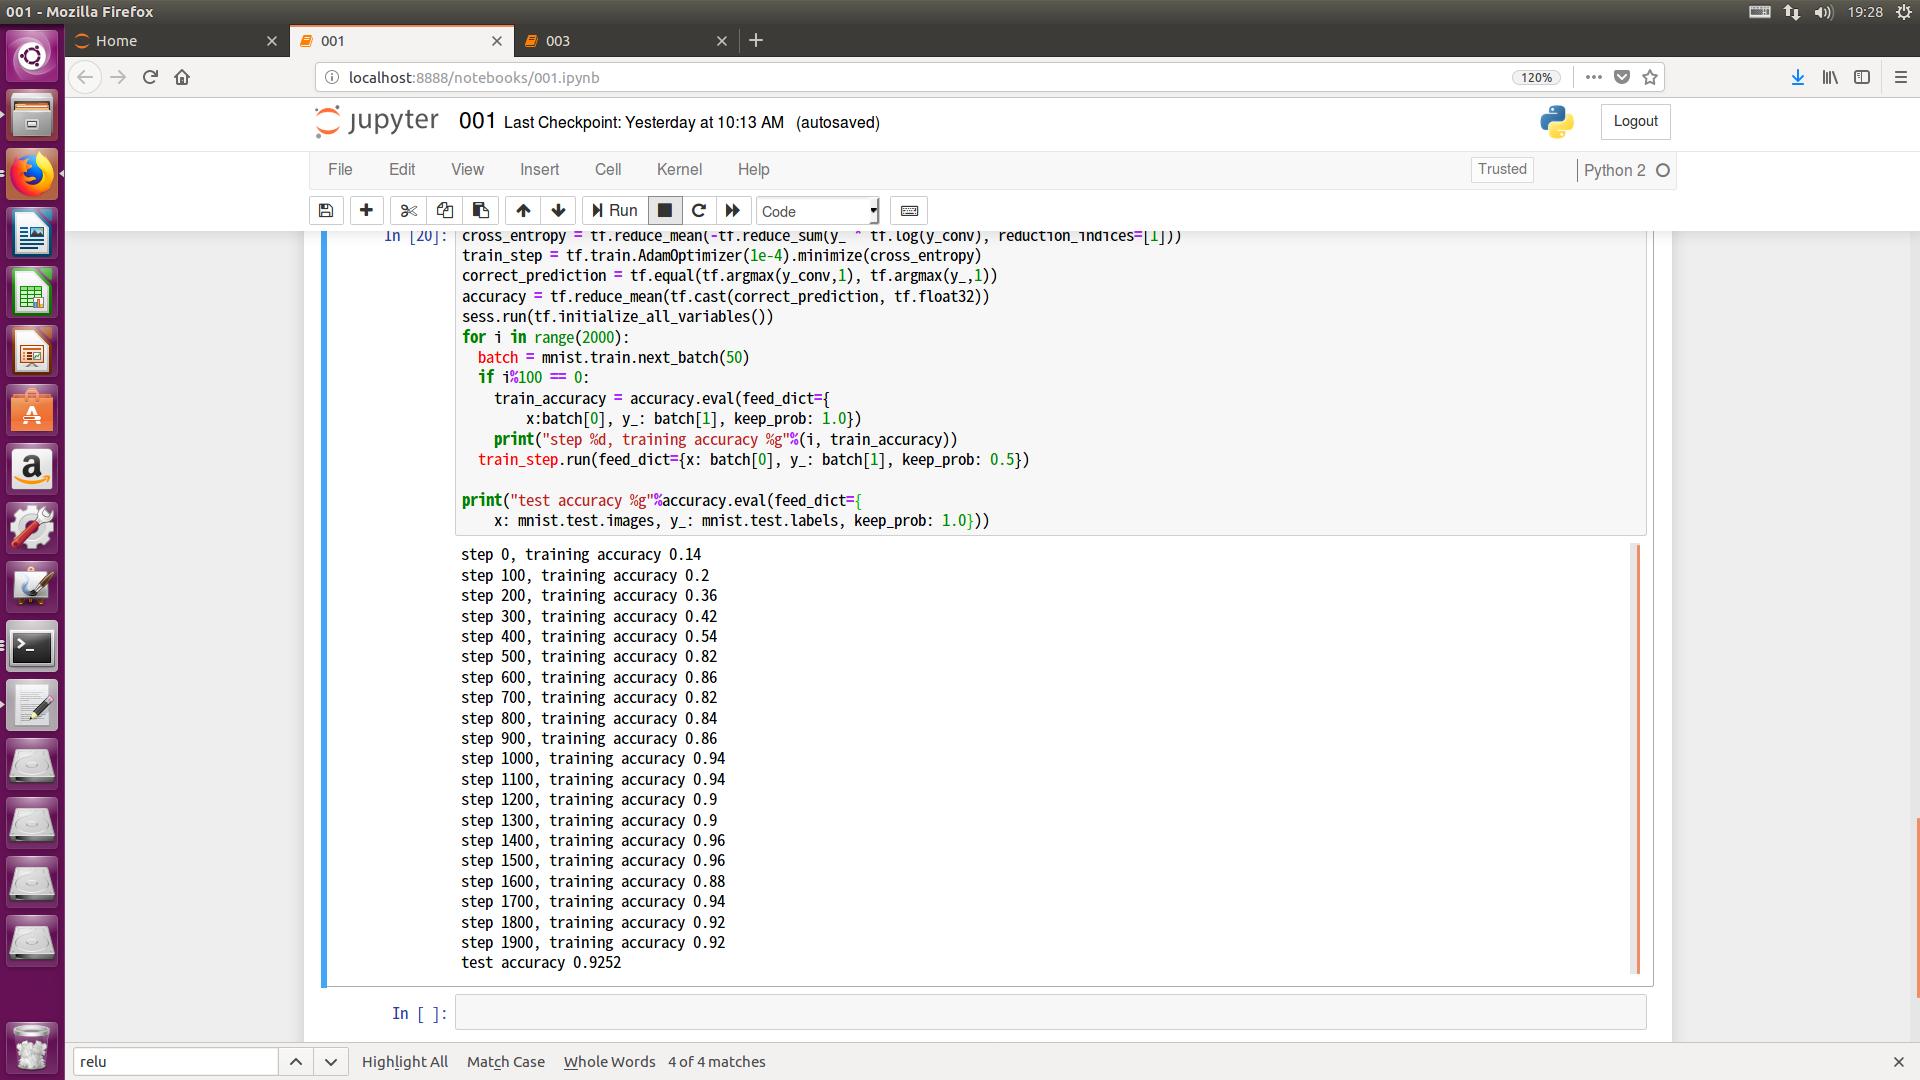 001 - Mozilla Firefox
19:28
Home
001
003
localhost:8888/notebooks/001.ipynb
120%
jupyter 001 Last Checkpoint: Yesterday at 10:13 AM (autosaved)
Logout
File Edit View Insert Cell Kernel Help
Trusted
Python 2
Run
Code
In [20]:
cross_entropy = tf.reduce_mean(-tf.reduce_sum(y_ * tf.log(y_conv), reduction_indices=[1]))
train_step = tf.train.AdamOptimizer(1e-4).minimize(cross_entropy)
correct_prediction = tf.equal(tf.argmax(y_conv,1), tf.argmax(y_,1))
accuracy = tf.reduce_mean(tf.cast(correct_prediction, tf.float32))
sess.run(tf.initialize_all_variables())
for i in range(2000):
batch = mnist.train.next_batch(50)
if i%100 == 0:
train_accuracy = accuracy.eval(feed_dict={
x:batch[0], y_: batch[1], keep_prob: 1.0})
print("step %d, training accuracy %g"%(i, train_accuracy))
train_step.run(feed_dict={x: batch[0], y_: batch[1], keep_prob: 0.5})
print("test accuracy %g"%accuracy.eval(feed_dict={
x: mnist.test.images, y_: mnist.test.labels, keep_prob: 1.0}))
step 0, training accuracy 0.14
step 100, training accuracy 0.2
step 200, training accuracy 0.36
step 300, training accuracy 0.42
step 400, training accuracy 0.54
step 500, training accuracy 0.82
step 600, training accuracy 0.86
step 700, training accuracy 0.82
step 800, training accuracy 0.84
step 900, training accuracy 0.86
step 1000, training accuracy 0.94
step 1100, training accuracy 0.94
step 1200, training accuracy 0.9
step 1300, training accuracy 0.9
step 1400, training accuracy 0.96
step 1500, training accuracy 0.96
step 1600, training accuracy 0.88
step 1700, training accuracy 0.94
step 1800, training accuracy 0.92
step 1900, training accuracy 0.92
test accuracy 0.9252
In [ ]:
relu
Highlight All Match Case Whole Words 4 of 4 matches